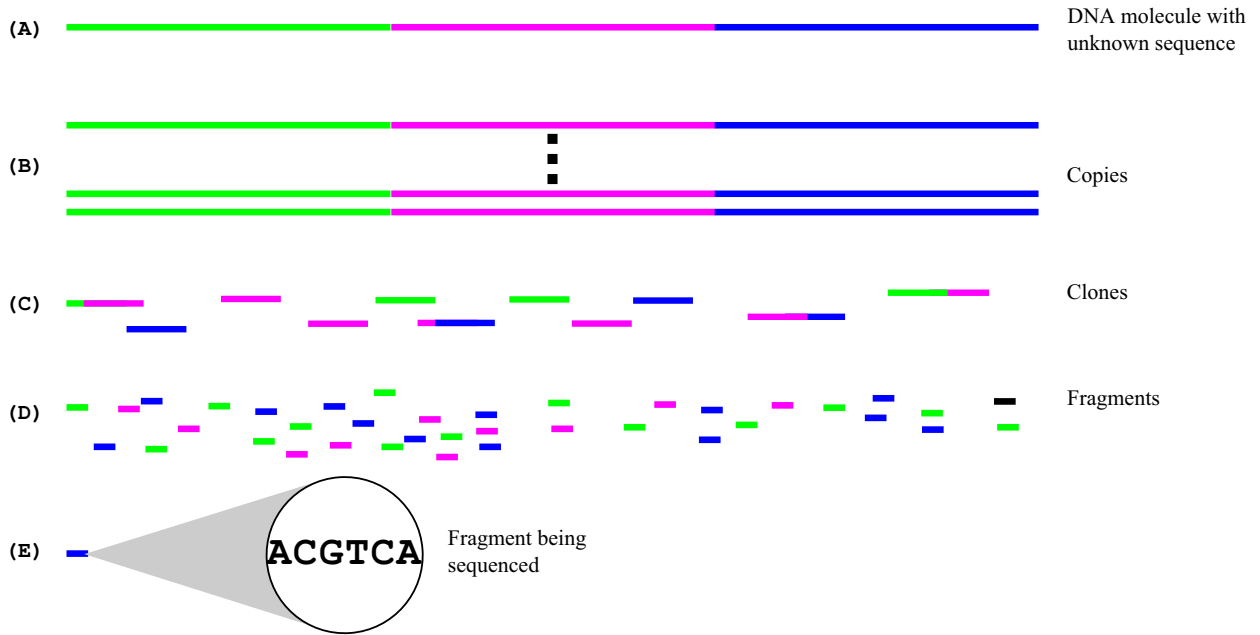 (A)
DNA molecule with
unknown sequence
(B)
Copies
(C)
Clones
(D)
Fragments
(E)
ACGTCA
Fragment being
sequenced